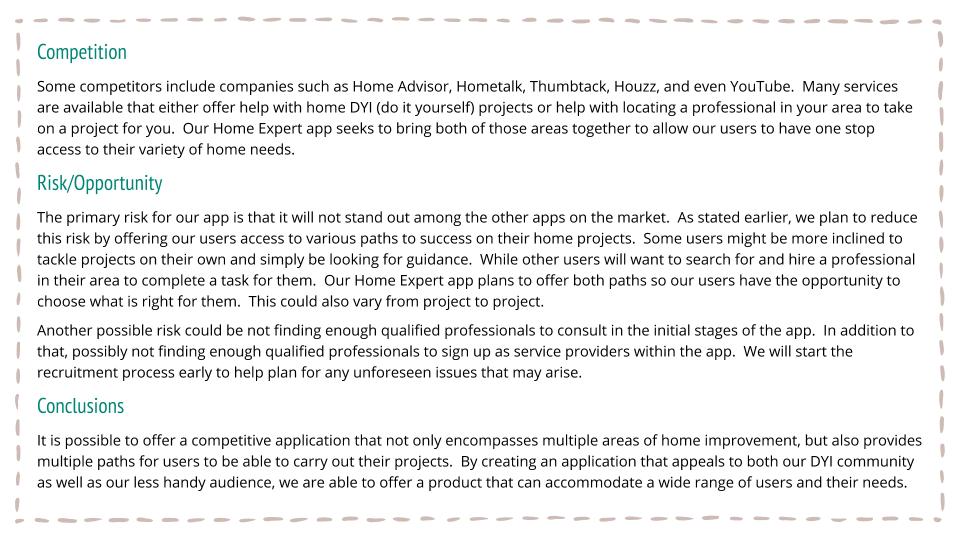 Competition
Some competitors include companies such as Home Advisor, Hometalk, Thumbtack, Houzz, and even YouTube.  Many services
are available that either offer help with home DYI (do it yourself) projects or help with locating a professional in your area to take
on a project for you.  Our Home Expert app seeks to bring both of those areas together to allow our users to have one stop
access to their variety of home needs.
Risk/Opportunity
The primary risk for our app is that it will not stand out among the other apps on the market.  As stated earlier, we plan to reduce
this risk by offering our users access to various paths to success on their home projects.  Some users might be more inclined to
tackle projects on their own and simply be looking for guidance.  While other users will want to search for and hire a professional
in their area to complete a task for them.  Our Home Expert app plans to offer both paths so our users have the opportunity to
choose what is right for them.  This could also vary from project to project.
Another possible risk could be not finding enough qualified professionals to consult in the initial stages of the app.  In addition to
that, possibly not finding enough qualified professionals to sign up as service providers within the app.  We will start the
recruitment process early to help plan for any unforeseen issues that may arise.
Conclusions
It is possible to offer a competitive application that not only encompasses multiple areas of home improvement, but also provides
multiple paths for users to be able to carry out their projects.  By creating an application that appeals to both our DYI community
as well as our less handy audience, we are able to offer a product that can accommodate a wide range of users and their needs.